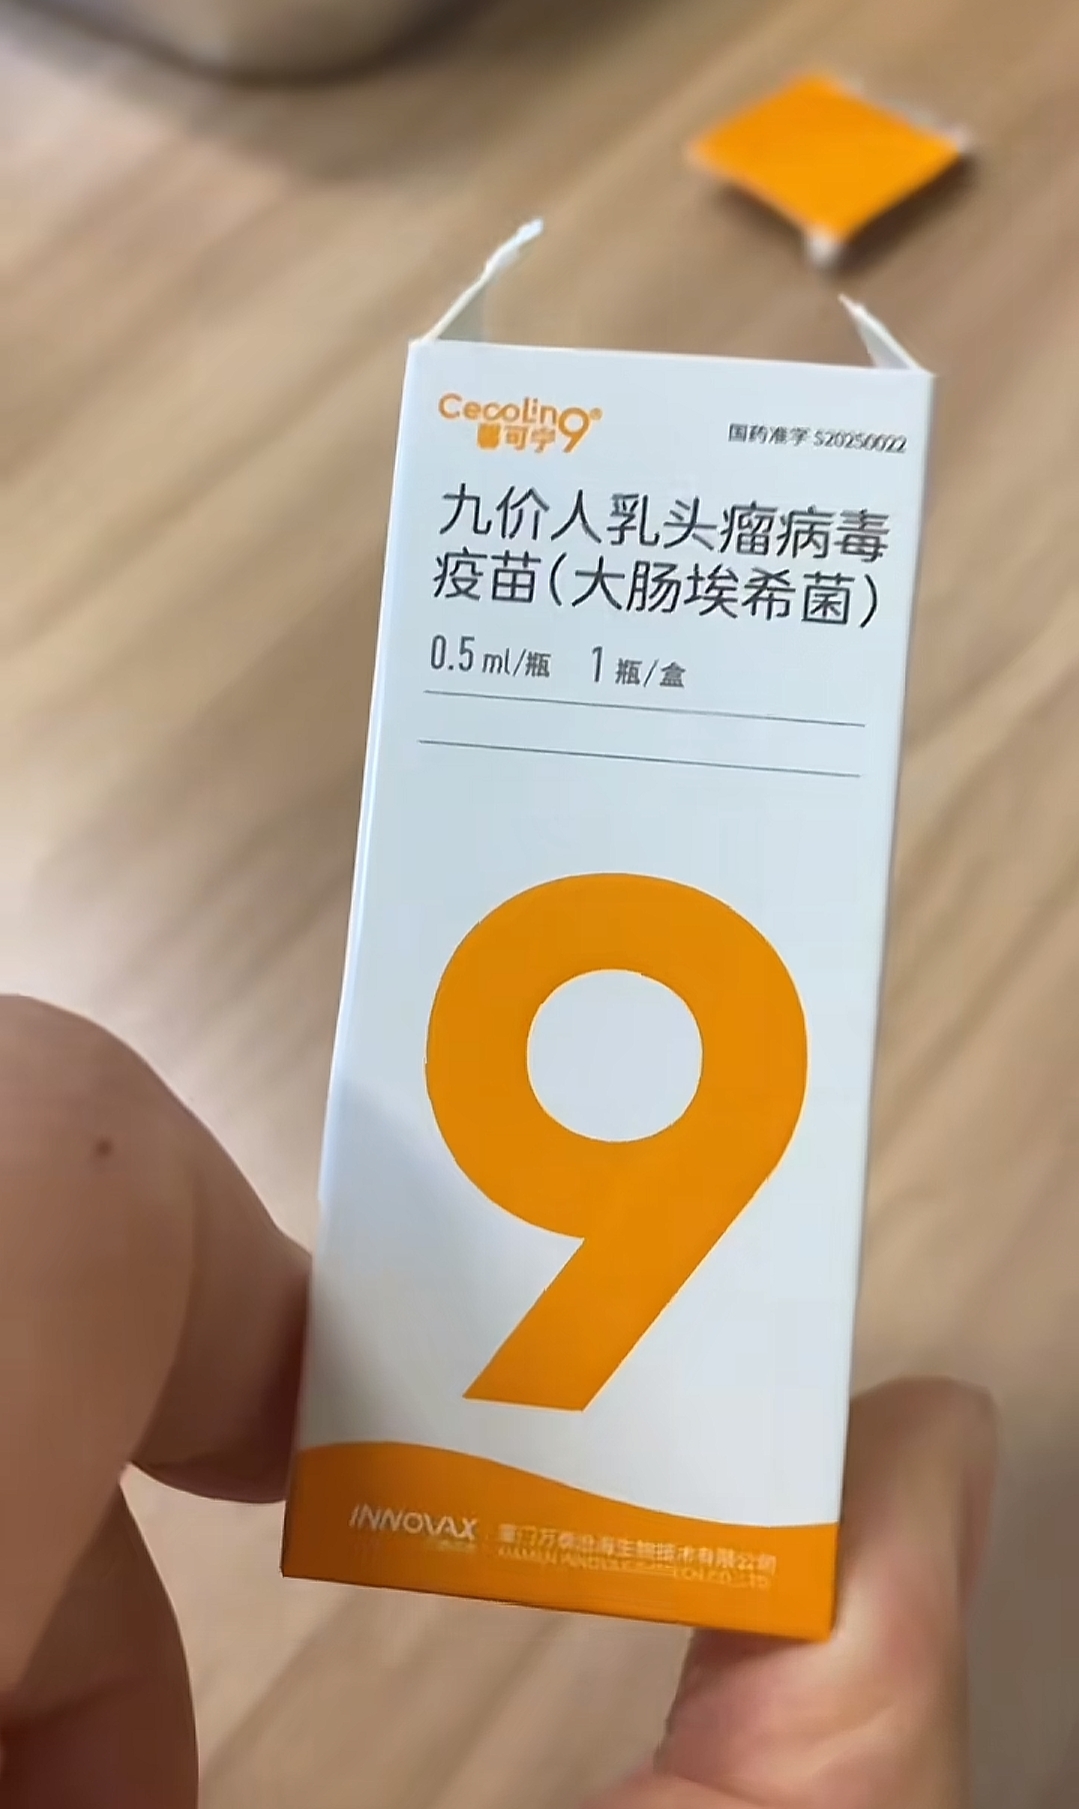 Cecolin9®
馨可宁9
国药准字 S20250022
九价人乳头瘤病毒
疫苗(大肠埃希菌)
0.5 ml/瓶 1 瓶/盒
9
INNOVAX
厦门万泰沧海生物技术有限公司